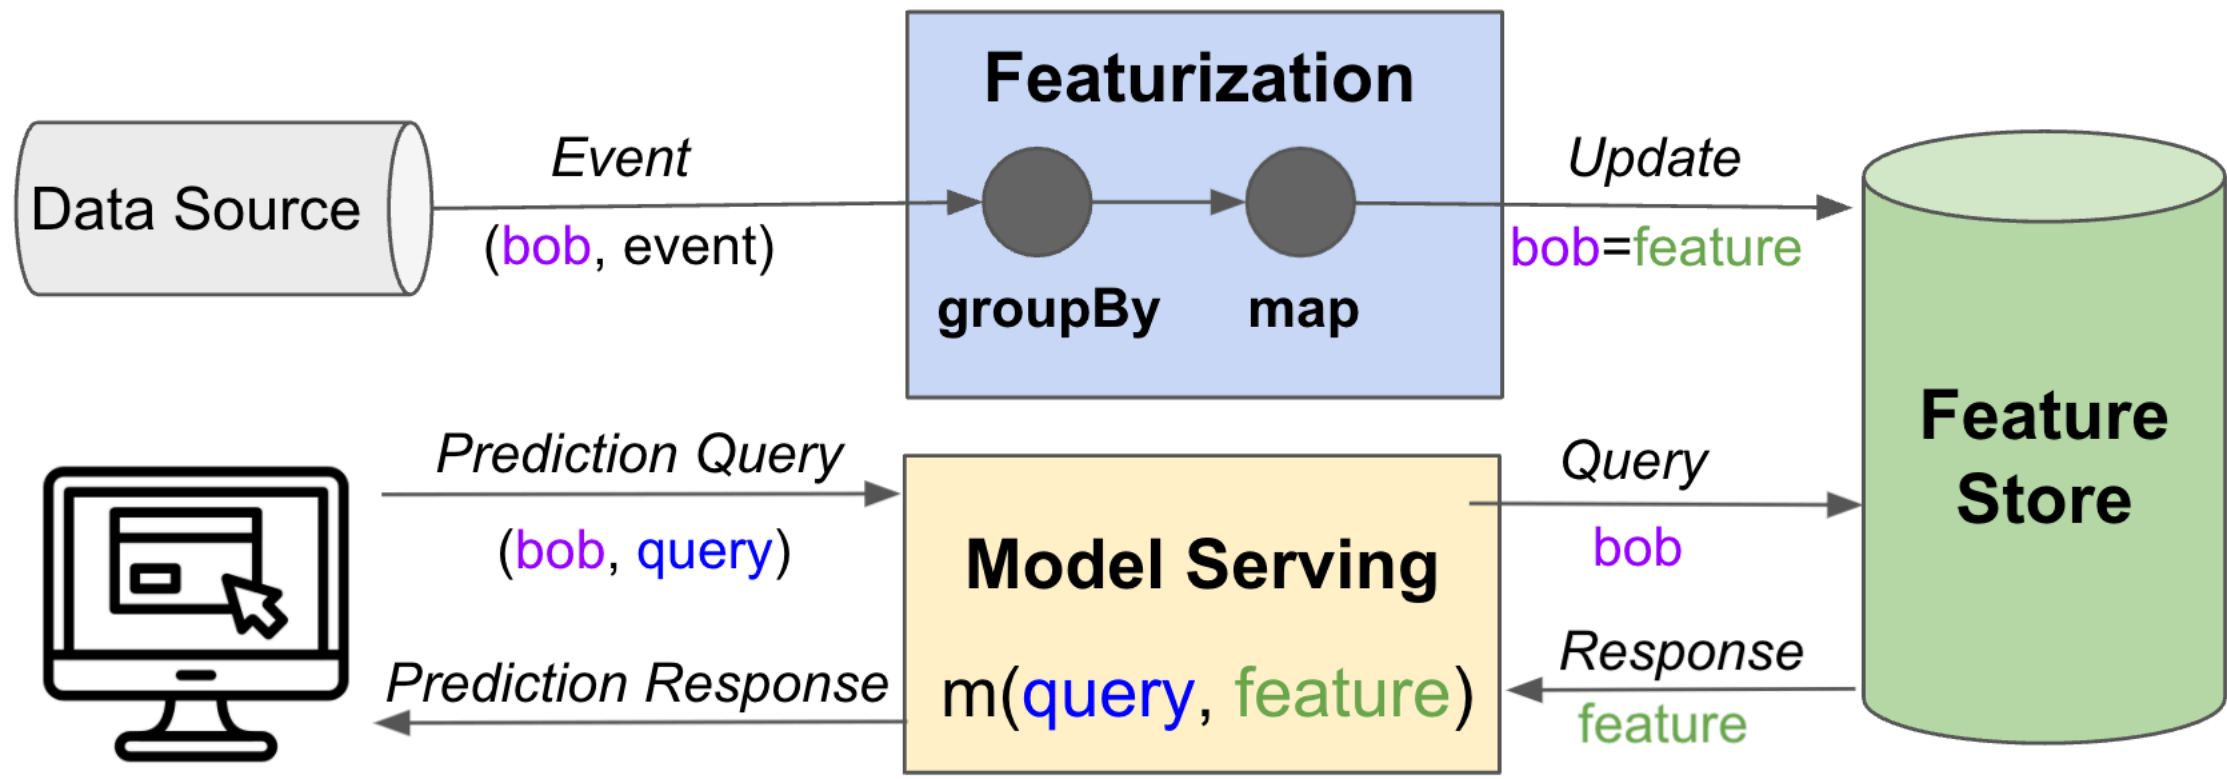 Featurization
Data Source
Event
(bob, event)
groupBy
map
Update
bob=feature
Feature
Store
Prediction Query
(bob, query)
Prediction Response
Model Serving
m(query, feature)
Query
bob
Response
feature